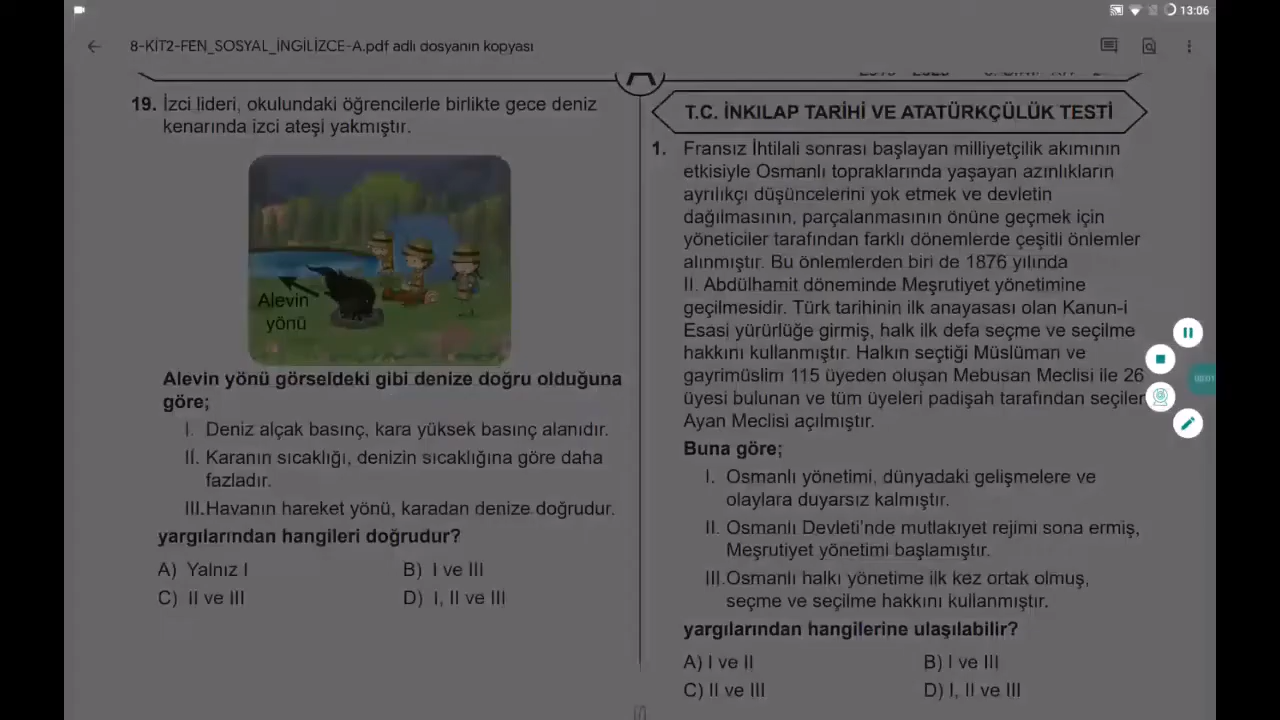 13:06
8-KİT2-FEN_SOSYAL_İNGİLİZCE-A.pdf adlı dosyanın kopyası
A
19. İzci lideri, okulundaki öğrencilerle birlikte gece deniz
kenarında izci ateşi yakmıştır.
Alevin
yönü
Alevin yönü görseldeki gibi denize doğru olduğuna
göre;
I. Deniz alçak basınç, kara yüksek basınç alanıdır.
II. Karanın sıcaklığı, denizin sıcaklığına göre daha
fazladır.
III.Havanın hareket yönü, karadan denize doğrudur.
yargılarından hangileri doğrudur?
A) Yalnız I
B) I ve III
C) II ve III
D) I, II ve III
T.C. İNKILAP TARİHİ VE ATATÜRKÇÜLÜK TESTİ
1. Fransız İhtilali sonrası başlayan milliyetçilik akımının
etkisiyle Osmanlı topraklarında yaşayan azınlıkların
ayrılıkçı düşüncelerini yok etmek ve devletin
dağılmasının, parçalanmasının önüne geçmek için
yöneticiler tarafından farklı dönemlerde çeşitli önlemler
alınmıştır. Bu önlemlerden biri de 1876 yılında
II. Abdülhamit döneminde Meşrutiyet yönetimine
geçilmesidir. Türk tarihinin ilk anayasası olan Kanun-i
Esasi yürürlüğe girmiş, halk ilk defa seçme ve seçilme
hakkını kullanmıştır. Halkın seçtiği Müslüman ve
gayrimüslim 115 üyeden oluşan Mebusan Meclisi ile 26
üyesi bulunan ve tüm üyeleri padişah tarafından seçilen
Ayan Meclisi açılmıştır.
Buna göre;
I. Osmanlı yönetimi, dünyadaki gelişmelere ve
olaylara duyarsız kalmıştır.
II. Osmanlı Devleti'nde mutlakıyet rejimi sona ermiş,
Meşrutiyet yönetimi başlamıştır.
III.Osmanlı halkı yönetime ilk kez ortak olmuş,
seçme ve seçilme hakkını kullanmıştır.
yargılarından hangilerine ulaşılabilir?
A) I ve II
B) I ve III
C) II ve III
D) I, II ve III
00:01